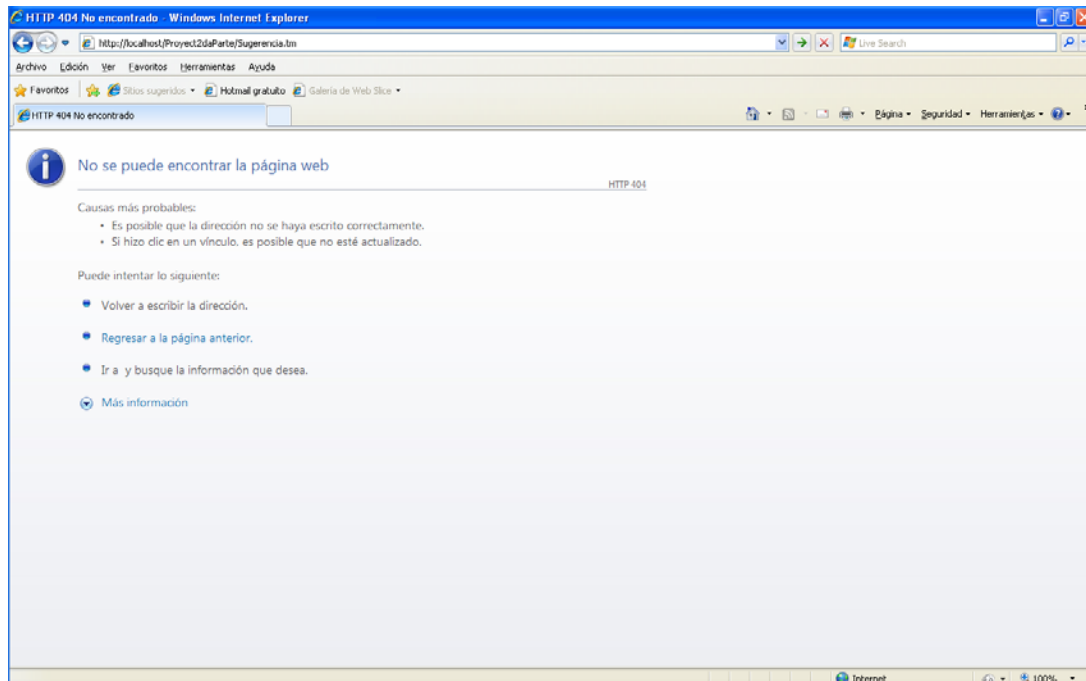 HTTP 404 No encontrado - Windows Internet Explorer
http://localhost/Proyect2daParte/Sugerencia.tm
Live Search
Archivo Edición Ver Favoritos Herramientas Ayuda
Favoritos Sitios sugeridos Hotmail gratuito Galería de Web Slice
HTTP 404 No encontrado
Página Seguridad Herramientas
No se puede encontrar la página web
HTTP 404
Causas más probables:
• Es posible que la dirección no se haya escrito correctamente.
• Si hizo clic en un vínculo, es posible que no esté actualizado.
Puede intentar lo siguiente:
Volver a escribir la dirección.
Regresar a la página anterior.
Ir a y busque la información que desea.
Más información
Internet
100%